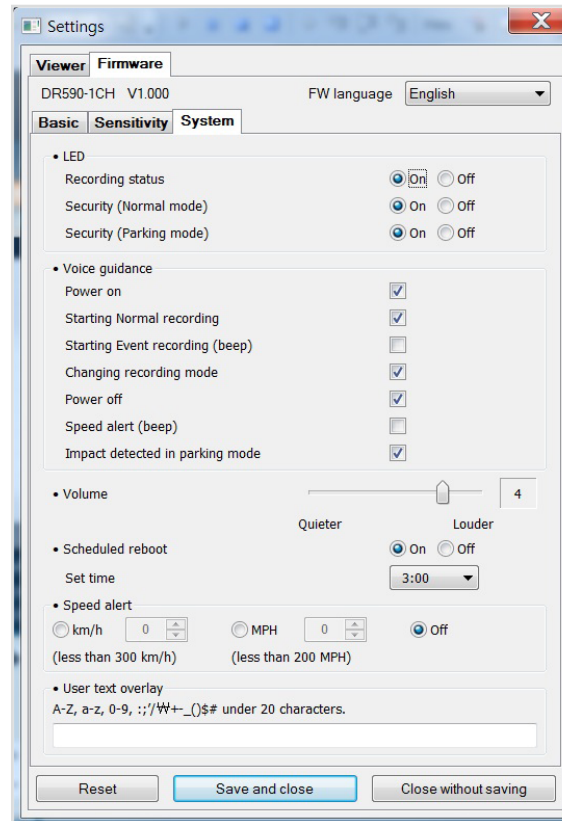 Settings
Viewer Firmware
DR590-1CH V1.000 FW language English
Basic Sensitivity System
• LED
Recording status On Off
Security (Normal mode) On Off
Security (Parking mode) On Off
• Voice guidance
Power on
Starting Normal recording
Starting Event recording (beep)
Changing recording mode
Power off
Speed alert (beep)
Impact detected in parking mode
• Volume 4
Quieter Louder
• Scheduled reboot On Off
Set time 3:00
• Speed alert
km/h 0 MPH 0 Off
(less than 300 km/h) (less than 200 MPH)
• User text overlay
A-Z, a-z, 0-9, :;'/₩+-_()$# under 20 characters.
Reset Save and close Close without saving